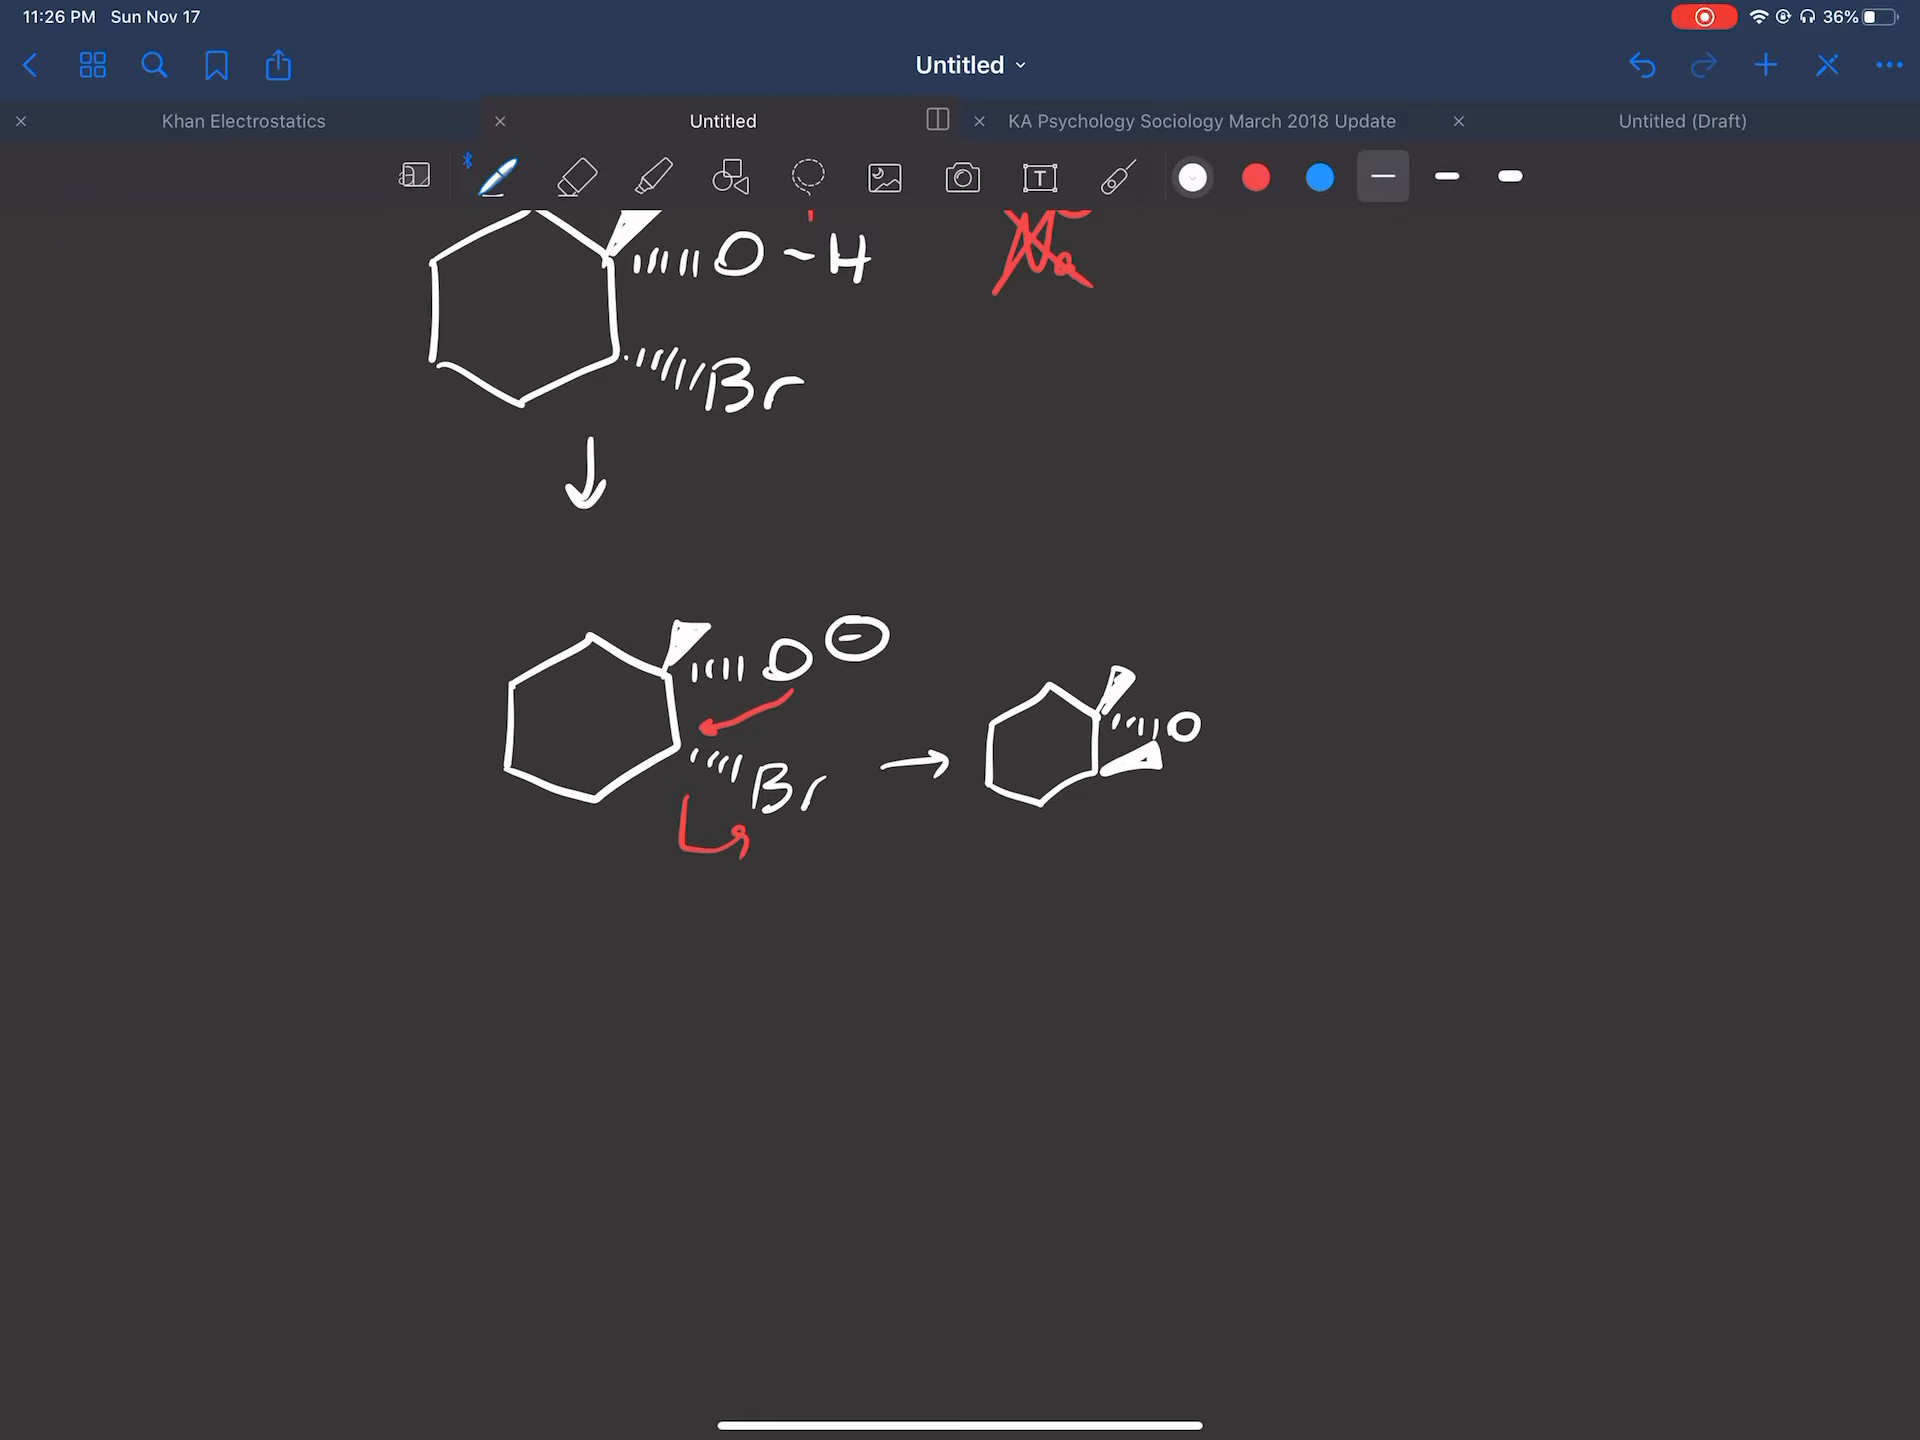 11:26 PM Sun Nov 17
36%
Untitled
Khan Electrostatics
Untitled
KA Psychology Sociology March 2018 Update
Untitled (Draft)
T
O - H
Br
O ⊖
Br
O